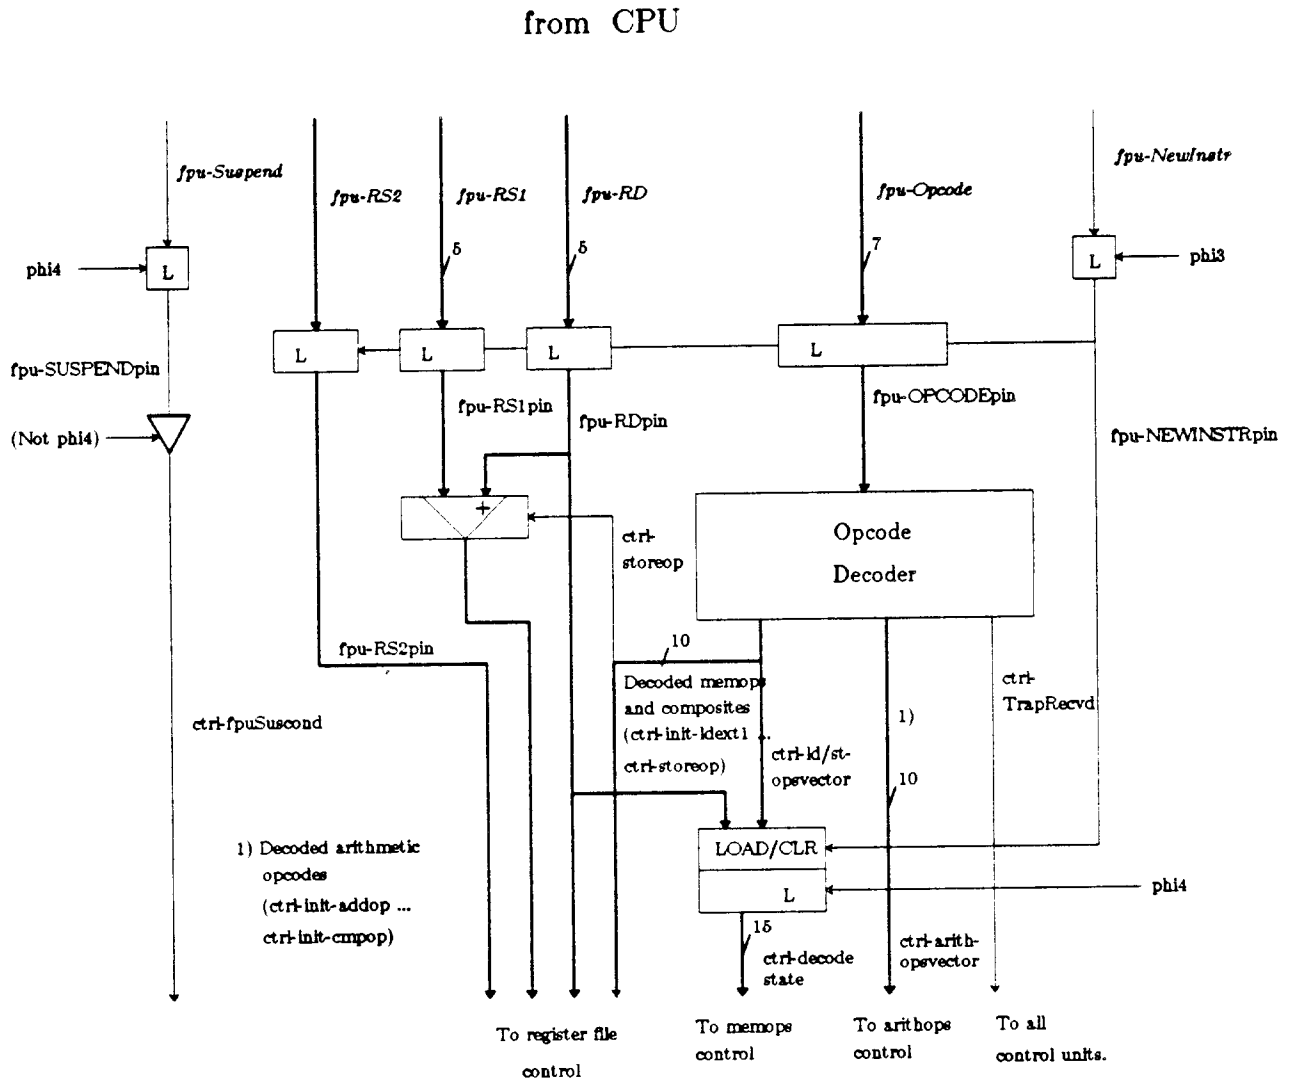 from CPU
fpu-Suspend
fpu-RS2
fpu-RS1
fpu-RD
fpu-Opcode
fpu-NewInstr
5
5
7
phi4
L
L
phi3
L
L
L
L
fpu-SUSPENDpin
fpu-RS1pin
fpu-RDpin
fpu-OPCODEpin
(Not phi4)
fpu-NEWINSTRpin
+
ctrl-
storeop
Opcode
Decoder
fpu-RS2pin
10
Decoded memops
and composites
(ctrl-init-ldext1 ..
ctrl-storeop)
ctrl-
TrapRecvd
ctrl-fpuSuscond
1)
ctrl-ld/st-
opsvector
10
1) Decoded arithmetic
opcodes
(ctrl-init-addop ...
ctrl-init-cmpop)
LOAD/CLR
L
phi4
15
ctrl-decode
state
ctrl-arith-
opsvector
To register file
control
To memops
control
To arithops
control
To all
control units.